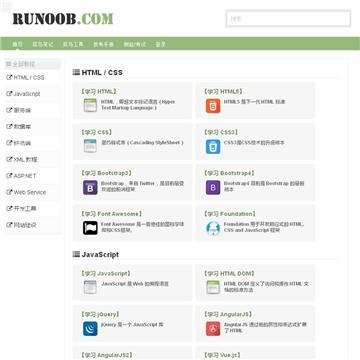 RUNOOB.COM
搜索……
首页 菜鸟笔记 菜鸟工具 参考手册 测验/考试 登录
全部教程
HTML / CSS
JavaScript
服务端
数据库
移动端
XML 教程
ASP.NET
Web Service
开发工具
网站建设
HTML / CSS
【学习 HTML】
HTML，即超文本标记语言（Hyper
Text Markup Language）
【学习 HTML5】
HTML5 是下一代 HTML 标准
【学习 CSS】
层叠样式表（Cascading StyleSheet）
【学习 CSS3】
CSS3是CSS技术的升级版本
【学习 Bootstrap3】
Bootstrap，来自 Twitter，是目前最受
欢迎的前端框架
【学习 Bootstrap4】
Bootstrap4 目前是 Bootstrap 的最新
版本
【学习 Font Awesome】
Font Awesome 是一套绝佳的图标字体
库和CSS框架。
【学习 Foundation】
Foundation 用于开发响应式的 HTML,
CSS and JavaScript 框架
JavaScript
【学习 JavaScript】
JavaScript 是 Web 的编程语言
【学习 HTML DOM】
HTML DOM 定义了访问和操作 HTML 文
档的标准方法
【学习 jQuery】
jQuery 是一个 JavaScript 库
【学习 AngularJS】
AngularJS 通过新的属性和表达式扩展
了 HTML
【学习 AngularJS2】
【学习 Vue.js】